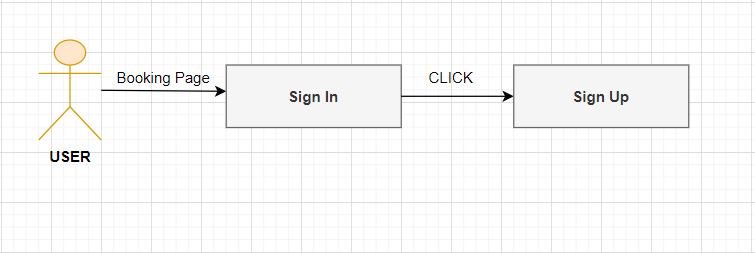 Booking Page
Sign In
CLICK
Sign Up
USER